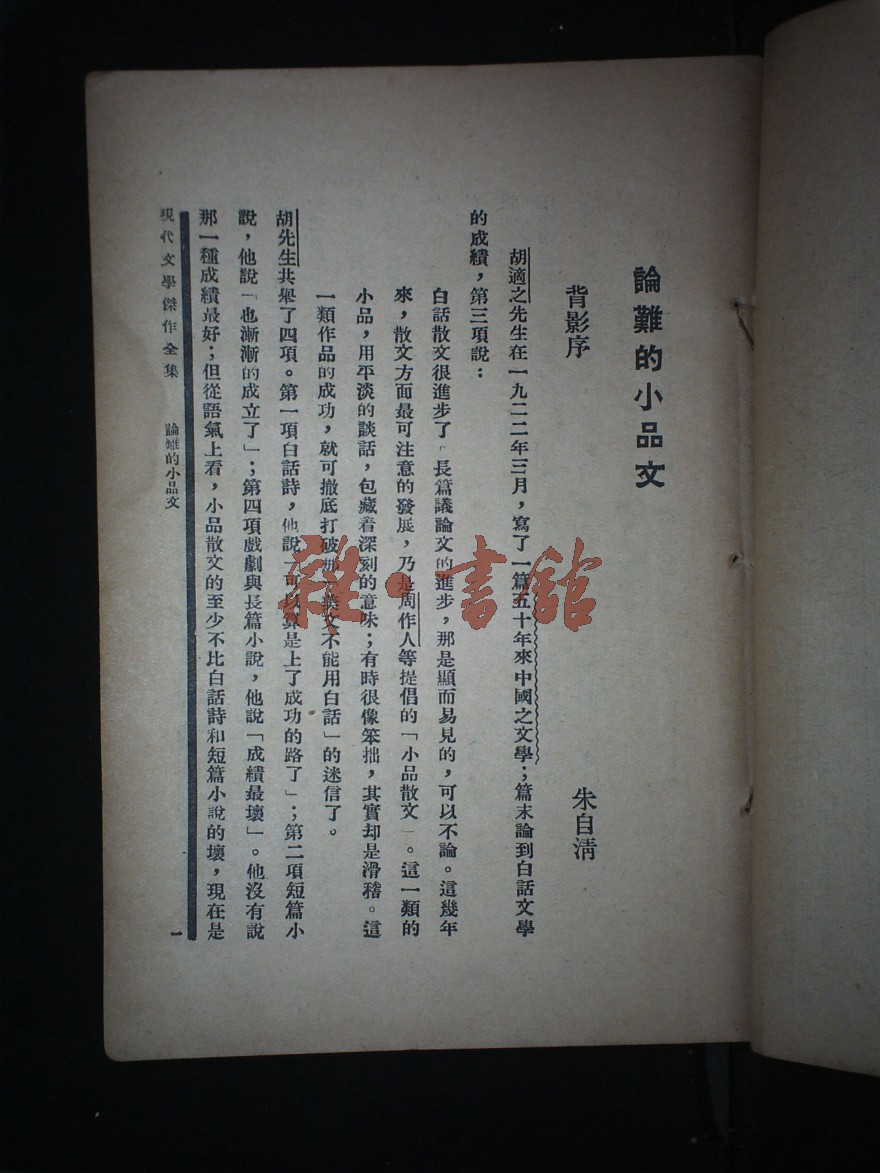 論難的小品文
背影序
朱自淸
胡適之先生在一九二二年三月，寫了一篇五十年來中國之文學；篇末論到白話文學
的成績，第三項說：
白話散文很進步了。長篇議論文的進步，那是顯而易見的，可以不論。這幾年
來，散文方面最可注意的發展，乃是周作人等提倡的「小品散文」。這一類的
小品，用平淡的談話，包藏着深刻的意味；有時很像笨拙，其實却是滑稽。這
一類作品的成功，就可撤底打破那「美文不能用白話」的迷信了。
胡先生共舉了四項。第一項白話詩，他說「可以算是上了成功的路了」；第二項短篇小
說，他說「也漸漸的成立了」；第四項戲劇與長篇小說，他說「成績最壞」。他沒有說
那一種成績最好；但從語氣上看，小品散文的至少不比白話詩和短篇小說的壞，現在是
現代文學傑作全集
論難的小品文
一
雜·書館